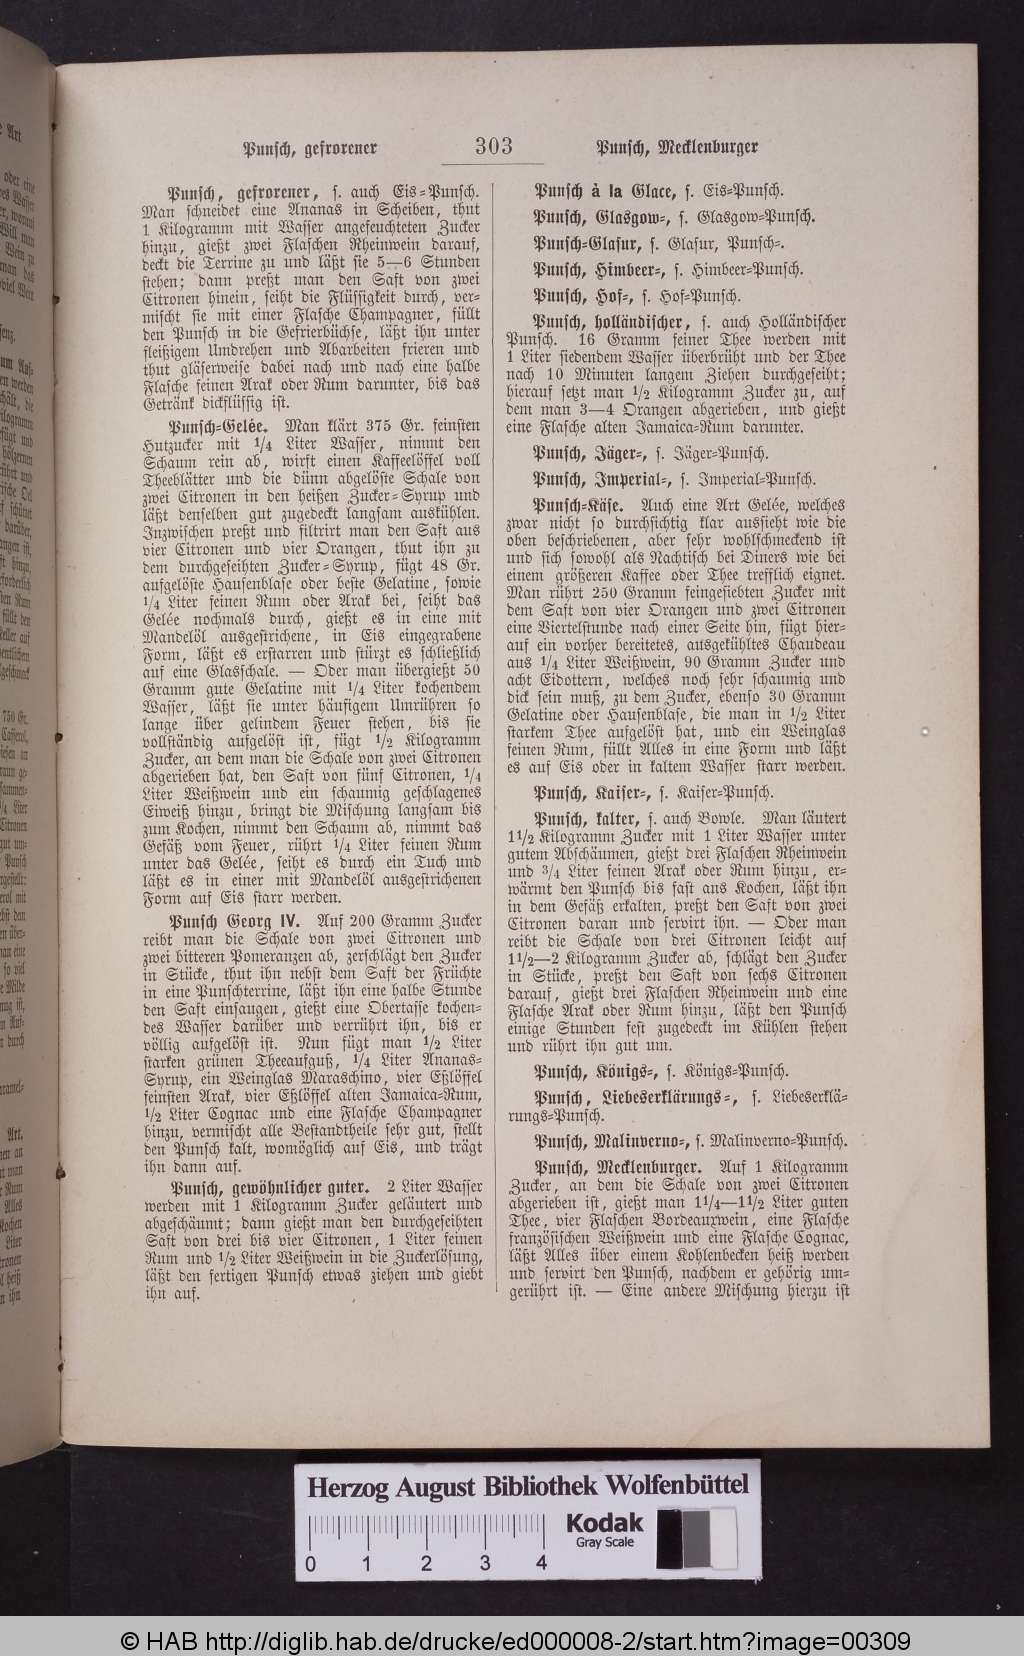 Punsch, gefrorener
303
Punsch, Mecklenburger
Punsch, gefrorener, s. auch Eis-Punsch.
Man schneidet eine Ananas in Scheiben, thut
1 Kilogramm mit Wasser angefeuchteten Zucker
hinzu, gießt zwei Flaschen Rheinwein darauf,
deckt die Terrine zu und läßt sie 5—6 Stunden
stehen; dann preßt man den Saft von zwei
Citronen hinein, seiht die Flüssigkeit durch, ver-
mischt sie mit einer Flasche Champagner, füllt
den Punsch in die Gefrierbüchse, läßt ihn unter
fleißigem Umdrehen und Abarbeiten frieren und
thut gläserweise dabei nach und nach eine halbe
Flasche feinen Arak oder Rum darunter, bis das
Getränk dickflüssig ist.
Punsch-Gelée. Man klärt 375 Gr. feinsten
Hutzucker mit 1/4 Liter Wasser, nimmt den
Schaum rein ab, wirft einen Kaffeelöffel voll
Theeblätter und die dünn abgelöste Schale von
zwei Citronen in den heißen Zucker-Syrup und
läßt denselben gut zugedeckt langsam auskühlen.
Inzwischen preßt und filtrirt man den Saft aus
vier Citronen und vier Orangen, thut ihn zu
dem durchgeseihten Zucker-Syrup, fügt 48 Gr.
aufgelöste Hausenblase oder beste Gelatine, sowie
1/4 Liter feinen Rum oder Arak bei, seiht das
Gelée nochmals durch, gießt es in eine mit
Mandelöl ausgestrichene, in Eis eingegrabene
Form, läßt es erstarren und stürzt es schließlich
auf eine Glasschale. — Oder man übergießt 50
Gramm gute Gelatine mit 1/4 Liter kochendem
Wasser, läßt sie unter häufigem Umrühren so
lange über gelindem Feuer stehen, bis sie
vollständig aufgelöst ist, fügt 1/2 Kilogramm
Zucker, an dem man die Schale von zwei Citronen
abgerieben hat, den Saft von fünf Citronen, 1/4
Liter Weißwein und ein schaumig geschlagenes
Eiweiß hinzu, bringt die Mischung langsam bis
zum Kochen, nimmt den Schaum ab, nimmt das
Gefäß vom Feuer, rührt 1/4 Liter feinen Rum
unter das Gelée, seiht es durch ein Tuch und
läßt es in einer mit Mandelöl ausgestrichenen
Form auf Eis starr werden.
Punsch Georg IV. Auf 200 Gramm Zucker
reibt man die Schale von zwei Citronen und
zwei bitteren Pomeranzen ab, zerschlägt den Zucker
in Stücke, thut ihn nebst dem Saft der Früchte
in eine Punschterrine, läßt ihn eine halbe Stunde
den Saft einsaugen, gießt eine Obertasse kochen-
des Wasser darüber und verrührt ihn, bis er
völlig aufgelöst ist. Nun fügt man 1/2 Liter
starken grünen Theeaufguß, 1/4 Liter Ananas-
Syrup, ein Weinglas Maraschino, vier Eßlöffel
feinsten Arak, vier Eßlöffel alten Jamaica-Rum,
1/2 Liter Cognac und eine Flasche Champagner
hinzu, vermischt alle Bestandtheile sehr gut, stellt
den Punsch kalt, womöglich auf Eis, und trägt
ihn dann auf.
Punsch, gewöhnlicher guter. 2 Liter Wasser
werden mit 1 Kilogramm Zucker geläutert und
abgeschäumt; dann gießt man den durchgeseihten
Saft von drei bis vier Citronen, 1 Liter feinen
Rum und 1/2 Liter Weißwein in die Zuckerlösung,
läßt den fertigen Punsch etwas ziehen und giebt
ihn auf.
Punsch à la Glace, s. Eis-Punsch.
Punsch, Glasgow-, s. Glasgow-Punsch.
Punsch-Glasur, s. Glasur, Punsch-.
Punsch, Himbeer-, s. Himbeer-Punsch.
Punsch, Hof-, s. Hof-Punsch.
Punsch, holländischer, s. auch Holländischer
Punsch. 16 Gramm feiner Thee werden mit
1 Liter siedendem Wasser überbrüht und der Thee
nach 10 Minuten langem Ziehen durchgeseiht;
hierauf setzt man 1/2 Kilogramm Zucker zu, auf
dem man 3—4 Orangen abgerieben, und gießt
eine Flasche alten Jamaica-Rum darunter.
Punsch, Jäger-, s. Jäger-Punsch.
Punsch, Imperial-, s. Imperial-Punsch.
Punsch-Käse. Auch eine Art Gelée, welches
zwar nicht so durchsichtig klar aussieht wie die
oben beschriebenen, aber sehr wohlschmeckend ist
und sich sowohl als Nachtisch bei Diners wie bei
einem größeren Kaffee oder Thee trefflich eignet.
Man rührt 250 Gramm feingesiebten Zucker mit
dem Saft von vier Orangen und zwei Citronen
eine Viertelstunde nach einer Seite hin, fügt hier-
auf ein vorher bereitetes, ausgekühltes Chaudeau
aus 1/4 Liter Weißwein, 90 Gramm Zucker und
acht Eidottern, welches noch sehr schaumig und
dick sein muß, zu dem Zucker, ebenso 30 Gramm
Gelatine oder Hausenblase, die man in 1/2 Liter
starkem Thee aufgelöst hat, und ein Weinglas
feinen Rum, füllt Alles in eine Form und läßt
es auf Eis oder in kaltem Wasser starr werden.
Punsch, Kaiser-, s. Kaiser-Punsch.
Punsch, kalter, s. auch Bowle. Man läutert
1 1/2 Kilogramm Zucker mit 1 Liter Wasser unter
gutem Abschäumen, gießt drei Flaschen Rheinwein
und 3/4 Liter feinen Arak oder Rum hinzu, er-
wärmt den Punsch bis fast ans Kochen, läßt ihn
in dem Gefäß erkalten, preßt den Saft von zwei
Citronen daran und servirt ihn. — Oder man
reibt die Schale von drei Citronen leicht auf
1 1/2—2 Kilogramm Zucker ab, schlägt den Zucker
in Stücke, preßt den Saft von sechs Citronen
darauf, gießt drei Flaschen Rheinwein und eine
Flasche Arak oder Rum hinzu, läßt den Punsch
einige Stunden fest zugedeckt im Kühlen stehen
und rührt ihn gut um.
Punsch, Königs-, s. Königs-Punsch.
Punsch, Liebeserklärungs-, s. Liebeserklä-
rungs-Punsch.
Punsch, Malinverno-, s. Malinverno-Punsch.
Punsch, Mecklenburger. Auf 1 Kilogramm
Zucker, an dem die Schale von zwei Citronen
abgerieben ist, gießt man 1 1/4—1 1/2 Liter guten
Thee, vier Flaschen Bordeauxwein, eine Flasche
französischen Weißwein und eine Flasche Cognac,
läßt Alles über einem Kohlenbecken heiß werden
und servirt den Punsch, nachdem er gehörig um-
gerührt ist. — Eine andere Mischung hierzu ist
Herzog August Bibliothek Wolfenbüttel
Kodak
Gray Scale
0 1 2 3 4
© HAB http://diglib.hab.de/drucke/ed000008-2/start.htm?image=00309